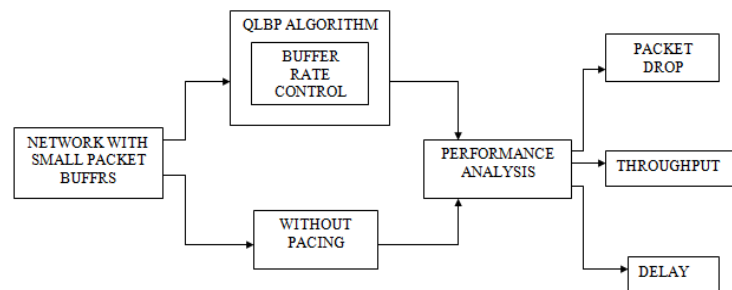 QLBP ALGORITHM
BUFFER
RATE
CONTROL
NETWORK WITH
SMALL PACKET
BUFFRS
WITHOUT
PACING
PERFORMANCE
ANALYSIS
PACKET
DROP
THROUGHPUT
DELAY